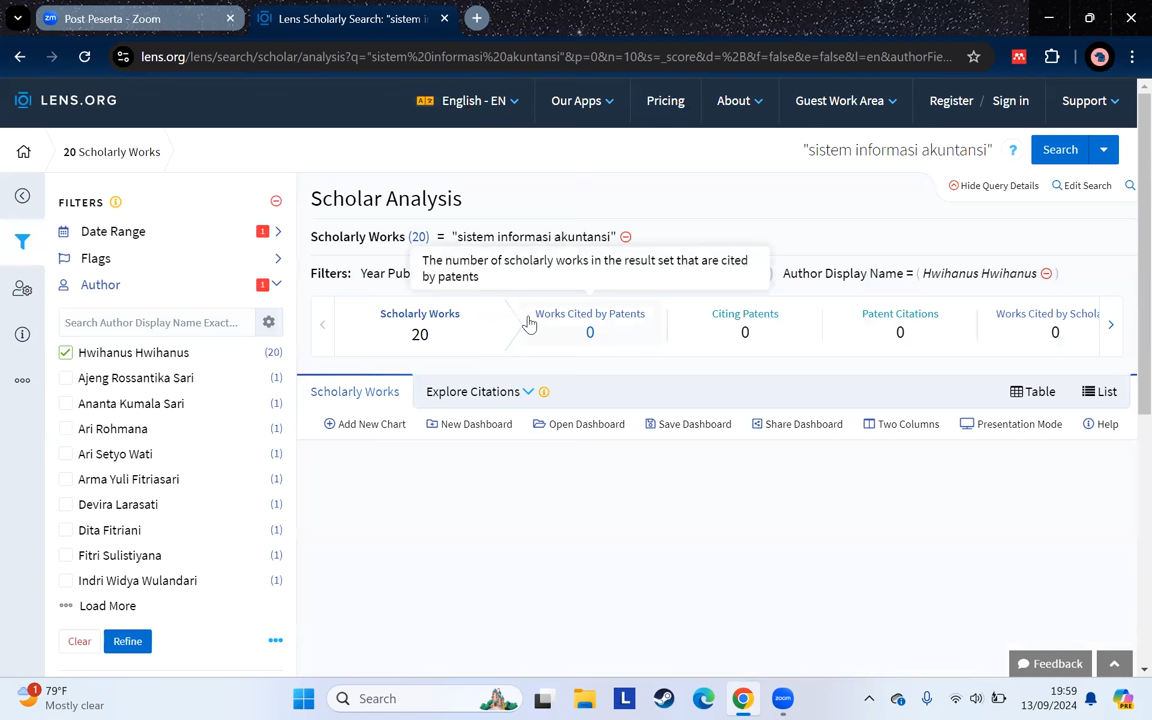 zm Post Peserta - Zoom
Lens Scholarly Search: "sistem i
lens.org/lens/search/scholar/analysis?q="sistem%20informasi%20akuntansi"&p=0&n=10&s=_score&d=%2B&f=false&e=false&l=en&authorFie...
LENS.ORG
English - EN
Our Apps
Pricing
About
Guest Work Area
Register / Sign in
Support
20 Scholarly Works
"sistem informasi akuntansi"
?
Search
FILTERS
Date Range 1
Flags
Author 1
Search Author Display Name Exact...
Hwihanus Hwihanus (20)
Ajeng Rossantika Sari (1)
Ananta Kumala Sari (1)
Ari Rohmana (1)
Ari Setyo Wati (1)
Arma Yuli Fitriasari (1)
Devira Larasati (1)
Dita Fitriani (1)
Fitri Sulistiyana (1)
Indri Widya Wulandari (1)
Load More
Clear
Refine
Hide Query Details
Edit Search
Scholar Analysis
Scholarly Works (20) = "sistem informasi akuntansi"
The number of scholarly works in the result set that are cited
by patents
Filters: Year Pub
) Author Display Name = ( Hwihanus Hwihanus )
Scholarly Works
20
Works Cited by Patents
0
Citing Patents
0
Patent Citations
0
Works Cited by Schola
0
Scholarly Works
Explore Citations
Table
List
Add New Chart
New Dashboard
Open Dashboard
Save Dashboard
Share Dashboard
Two Columns
Presentation Mode
Help
Feedback
1
79°F
Mostly clear
Search
L
zoom
19:59
13/09/2024
PRE